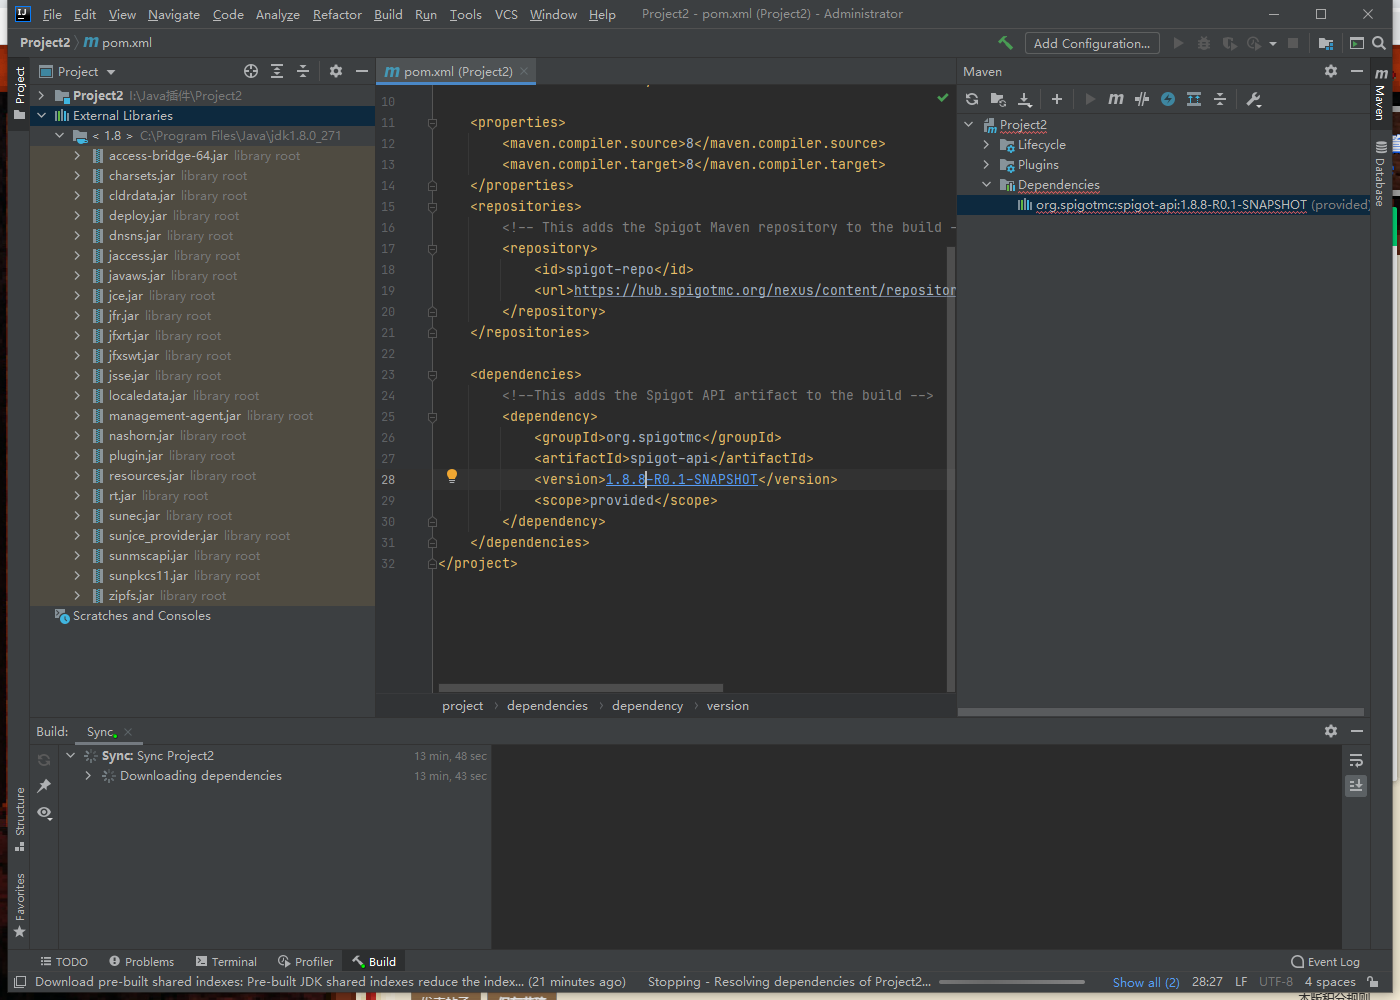 File Edit View Navigate Code Analyze Refactor Build Run Tools VCS Window Help Project2 - pom.xml (Project2) - Administrator
Project2 m pom.xml
Add Configuration...
Project
Project
Project2 I:\Java插件\Project2
External Libraries
< 1.8 > C:\Program Files\Java\jdk1.8.0_271
access-bridge-64.jar library root
charsets.jar library root
cldrdata.jar library root
deploy.jar library root
dnsns.jar library root
jaccess.jar library root
javaws.jar library root
jce.jar library root
jfr.jar library root
jfxrt.jar library root
jfxswt.jar library root
jsse.jar library root
localedata.jar library root
management-agent.jar library root
nashorn.jar library root
plugin.jar library root
resources.jar library root
rt.jar library root
sunec.jar library root
sunjce_provider.jar library root
sunmscapi.jar library root
sunpkcs11.jar library root
zipfs.jar library root
Scratches and Consoles
m pom.xml (Project2)
10
11 <properties>
12 <maven.compiler.source>8</maven.compiler.source>
13 <maven.compiler.target>8</maven.compiler.target>
14 </properties>
15 <repositories>
16 <!-- This adds the Spigot Maven repository to the build -
17 <repository>
18 <id>spigot-repo</id>
19 <url>https://hub.spigotmc.org/nexus/content/repositor
20 </repository>
21 </repositories>
22
23 <dependencies>
24 <!--This adds the Spigot API artifact to the build -->
25 <dependency>
26 <groupId>org.spigotmc</groupId>
27 <artifactId>spigot-api</artifactId>
28 <version>1.8.8-R0.1-SNAPSHOT</version>
29 <scope>provided</scope>
30 </dependency>
31 </dependencies>
32 </project>
project dependencies dependency version
Maven
Project2
Lifecycle
Plugins
Dependencies
org.spigotmc:spigot-api:1.8.8-R0.1-SNAPSHOT (provided)
m Maven
Database
Build: Sync
Sync: Sync Project2 13 min, 48 sec
Downloading dependencies 13 min, 43 sec
Structure
Favorites
TODO Problems Terminal Profiler Build Event Log
Download pre-built shared indexes: Pre-built JDK shared indexes reduce the index... (21 minutes ago) Stopping - Resolving dependencies of Project2... Show all (2) 28:27 LF UTF-8 4 spaces